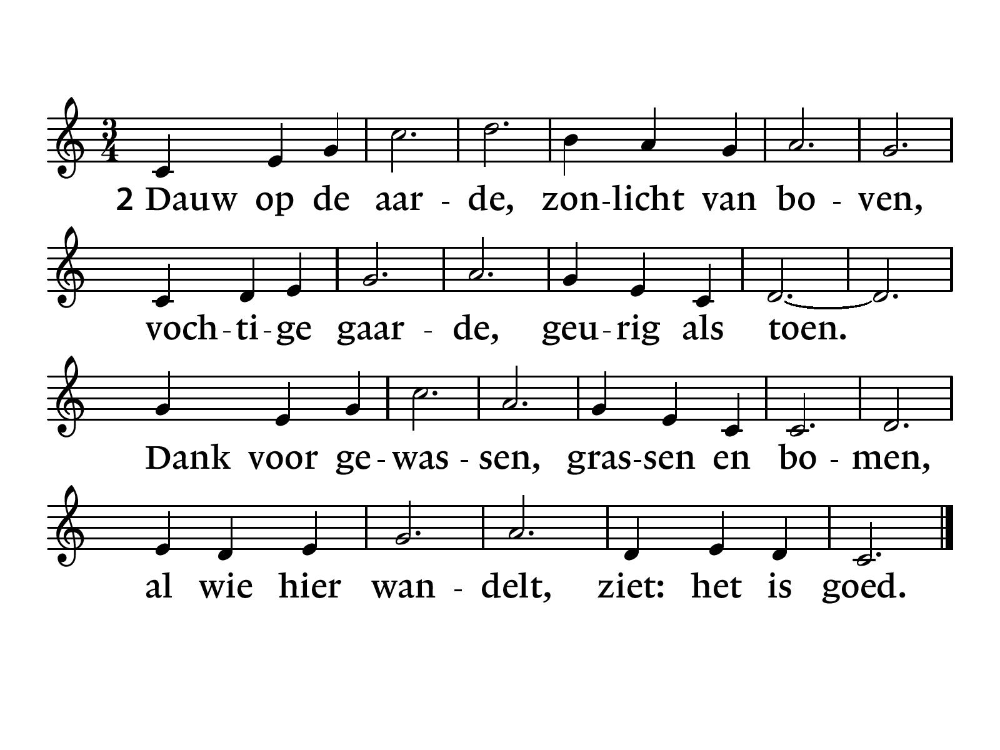 2 Dauw op de aar - de, zon-licht van bo - ven,
voch-ti-ge gaar - de, geu-rig als toen.
Dank voor ge-was - sen, gras-sen en bo - men,
al wie hier wan - delt, ziet: het is goed.